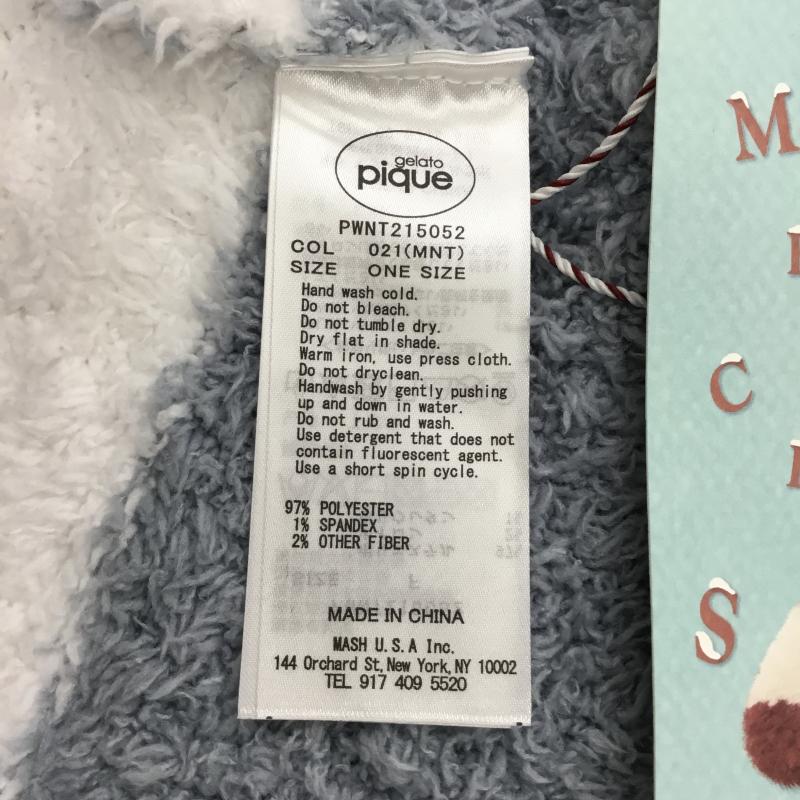 gelato
pique
PWNT215052
COL 021(MNT)
SIZE ONE SIZE
Hand wash cold.
Do not bleach.
Do not tumble dry.
Dry flat in shade.
Warm iron, use press cloth.
Do not dryclean.
Handwash by gently pushing
up and down in water.
Do not rub and wash.
Use detergent that does not
contain fluorescent agent.
Use a short spin cycle.
97% POLYESTER
1% SPANDEX
2% OTHER FIBER
MADE IN CHINA
MASH U.S.A Inc.
144 Orchard St, New York, NY 10002
TEL 917 409 5520
M
C
S